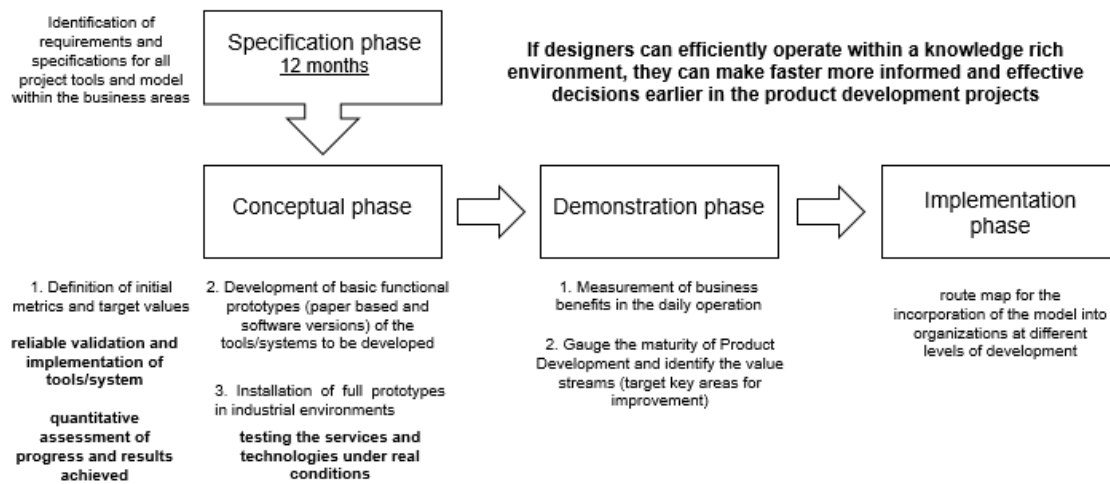 Identification of
requirements and
specifications for all
project tools and model
within the business areas
Specification phase
12 months
If designers can efficiently operate within a knowledge rich
environment, they can make faster more informed and effective
decisions earlier in the product development projects
Conceptual phase
Demonstration phase
Implementation
phase
1. Definition of initial
metrics and target values
reliable validation and
implementation of
tools/system
quantitative
assessment of
progress and results
achieved
2. Development of basic functional
prototypes (paper based and
software versions) of the
tools/systems to be developed
3. Installation of full prototypes
in industrial environments
testing the services and
technologies under real
conditions
1. Measurement of business
benefits in the daily operation
2. Gauge the maturity of Product
Development and identify the value
streams (target key areas for
improvement)
route map for the
incorporation of the model into
organizations at different
levels of development